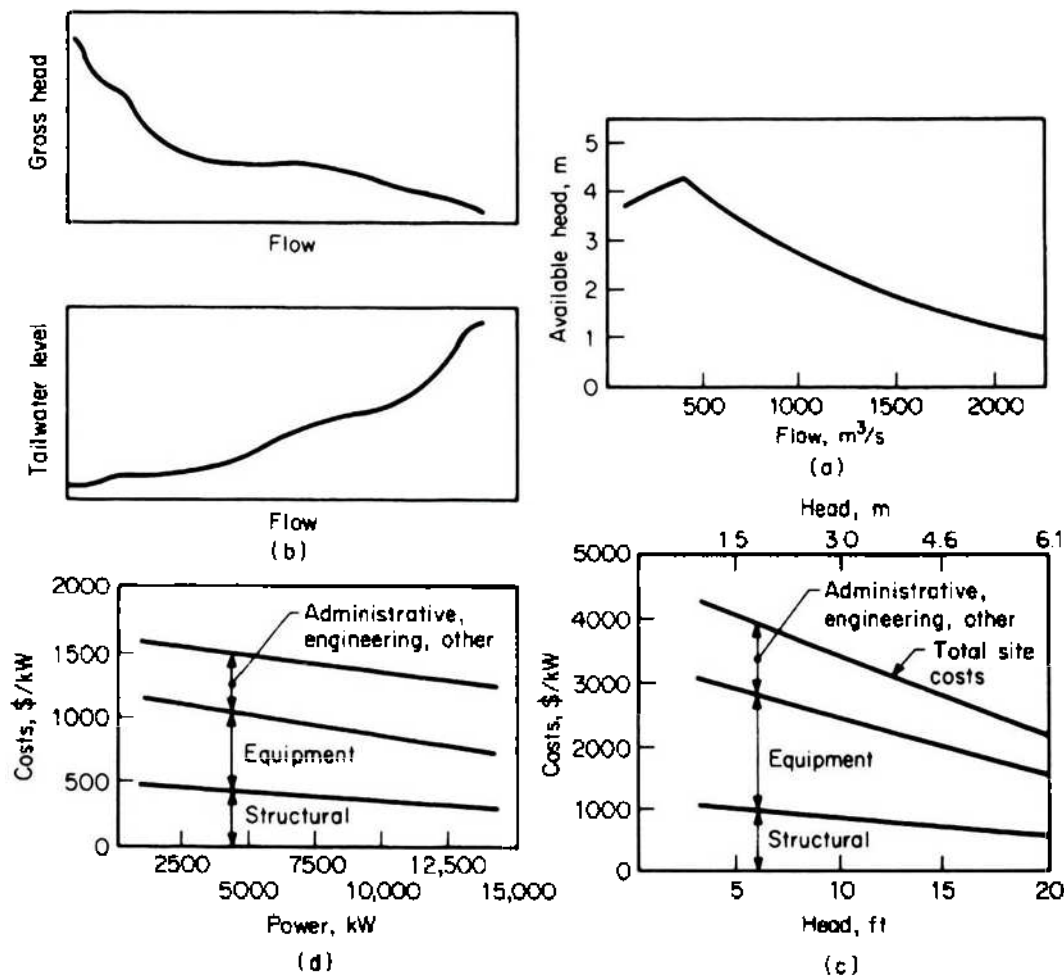 Gross head
Flow
Tailwater level
Flow
(b)
Available head, m
5
4
3
2
1
0
500 1000 1500 2000
Flow, m³/s
(a)
Costs, $/kW
2000
1500
1000
500
0
Administrative,
engineering, other
Equipment
Structural
2500 7500 12,500
5000 10,000 15,000
Power, kW
(d)
Head, m
1.5 3.0 4.6 6.1
Costs, $/kW
5000
4000
3000
2000
1000
0
Administrative,
engineering, other
Total site
costs
Equipment
Structural
5 10 15 20
Head, ft
(c)